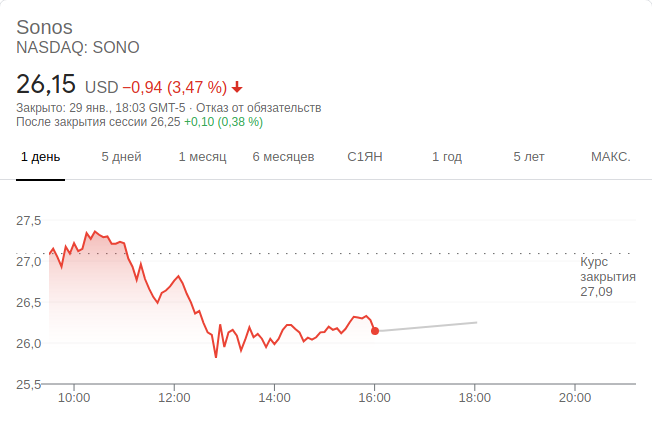 Sonos
NASDAQ: SONO
26,15 USD −0,94 (3,47 %)
Закрыто: 29 янв., 18:03 GMT-5 · Отказ от обязательств
После закрытия сессии 26,25 +0,10 (0,38 %)
1 день 5 дней 1 месяц 6 месяцев С1ЯН 1 год 5 лет МАКС.
27,5
27,0
26,5
26,0
25,5
Курс
закрытия
27,09
10:00 12:00 14:00 16:00 18:00 20:00